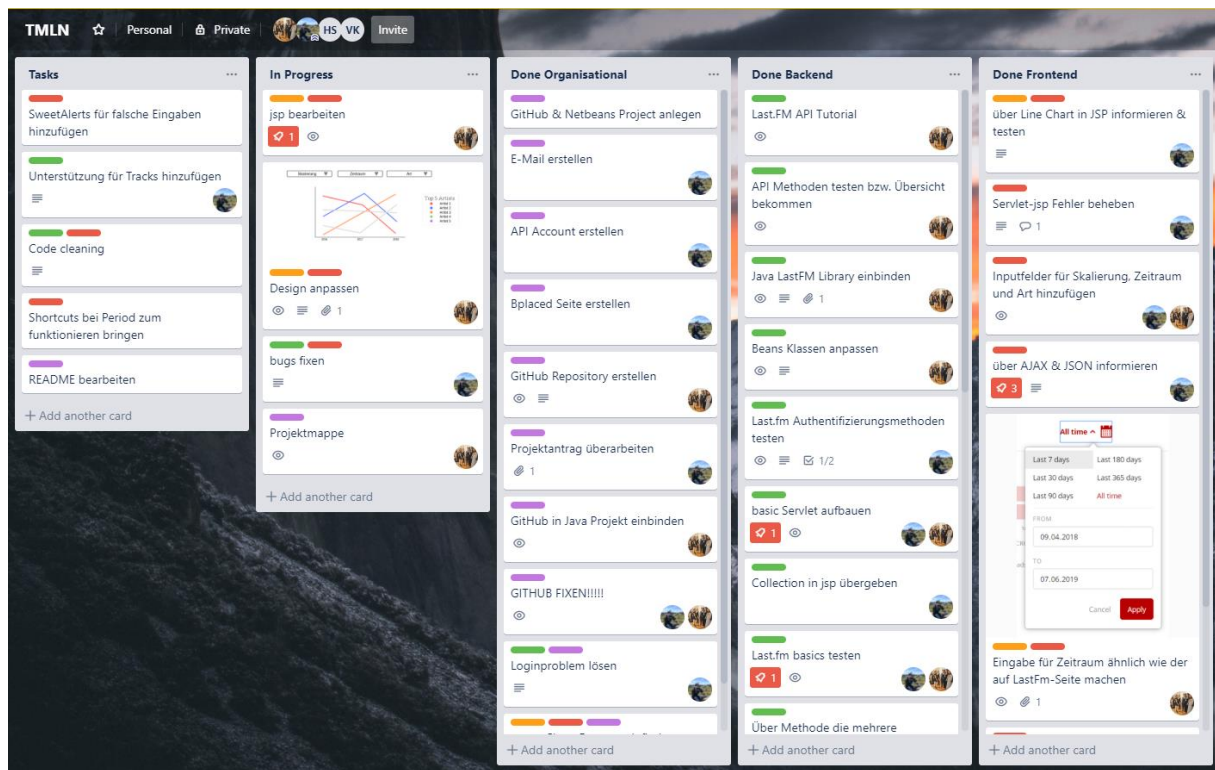 TMLN
Personal
Private
HS
VK
Invite
Tasks
SweetAlerts für falsche Eingaben
hinzufügen
Unterstützung für Tracks hinzufügen
Code cleaning
Shortcuts bei Period zum
funktionieren bringen
README bearbeiten
+ Add another card
In Progress
jsp bearbeiten
1
Top 5 Artists
Design anpassen
1
bugs fixen
Projektmappe
+ Add another card
Done Organisational
GitHub & Netbeans Project anlegen
E-Mail erstellen
API Account erstellen
Bplaced Seite erstellen
GitHub Repository erstellen
Projektantrag überarbeiten
1
GitHub in Java Projekt einbinden
GITHUB FIXEN!!!!!
Loginproblem lösen
+ Add another card
Done Backend
Last.FM API Tutorial
API Methoden testen bzw. Übersicht
bekommen
Java LastFM Library einbinden
1
Beans Klassen anpassen
Last.fm Authentifizierungsmethoden
testen
1/2
basic Servlet aufbauen
1
Collection in jsp übergeben
Last.fm basics testen
1
Über Methode die mehrere
+ Add another card
Done Frontend
über Line Chart in JSP informieren &
testen
Servlet-jsp Fehler beheben
1
Inputfelder für Skalierung, Zeitraum
und Art hinzufügen
über AJAX & JSON informieren
3
All time
Last 7 days Last 180 days
Last 30 days Last 365 days
Last 90 days All time
FROM
09.04.2018
TO
07.06.2019
Cancel Apply
Eingabe für Zeitraum ähnlich wie der
auf LastFm-Seite machen
1
+ Add another card